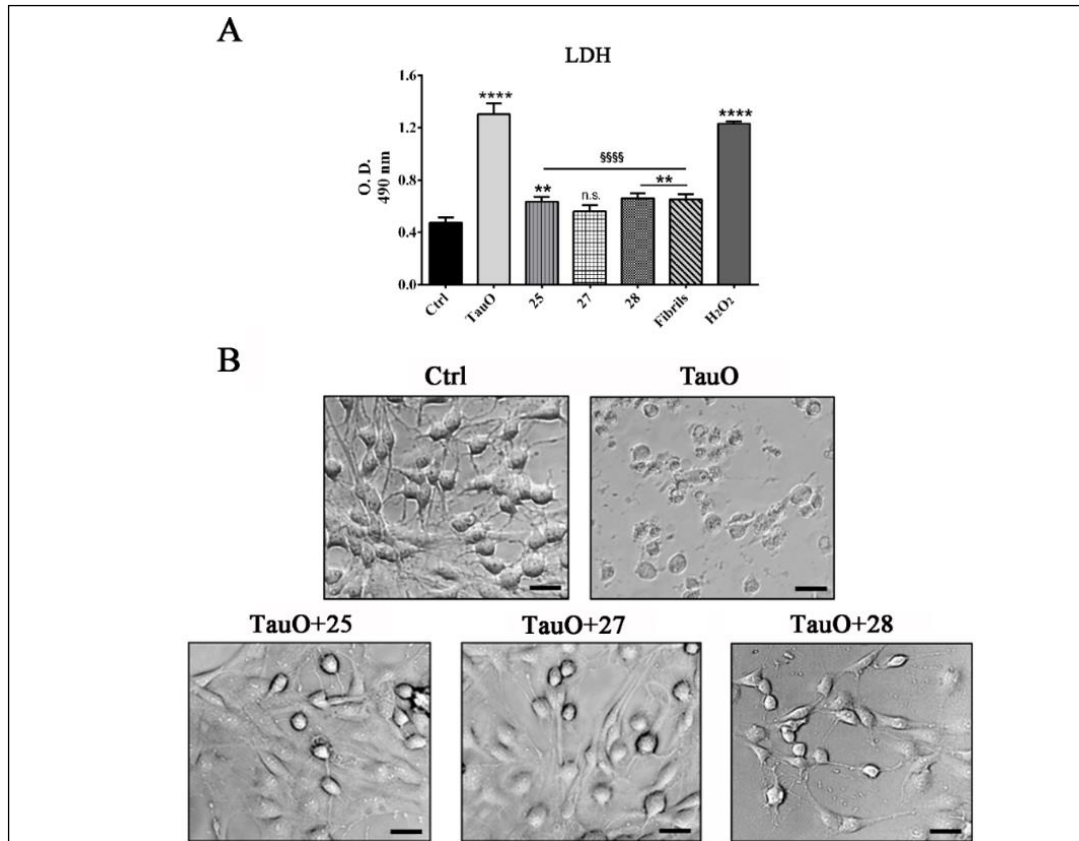 A
LDH
1.6
1.2
0.8
0.4
0.0
O. D.
490 nm
****
**
n.s.
§§§§
**
****
Ctrl
TauO
25
27
28
Fibrils
H₂O₂
B
Ctrl
TauO
TauO+25
TauO+27
TauO+28